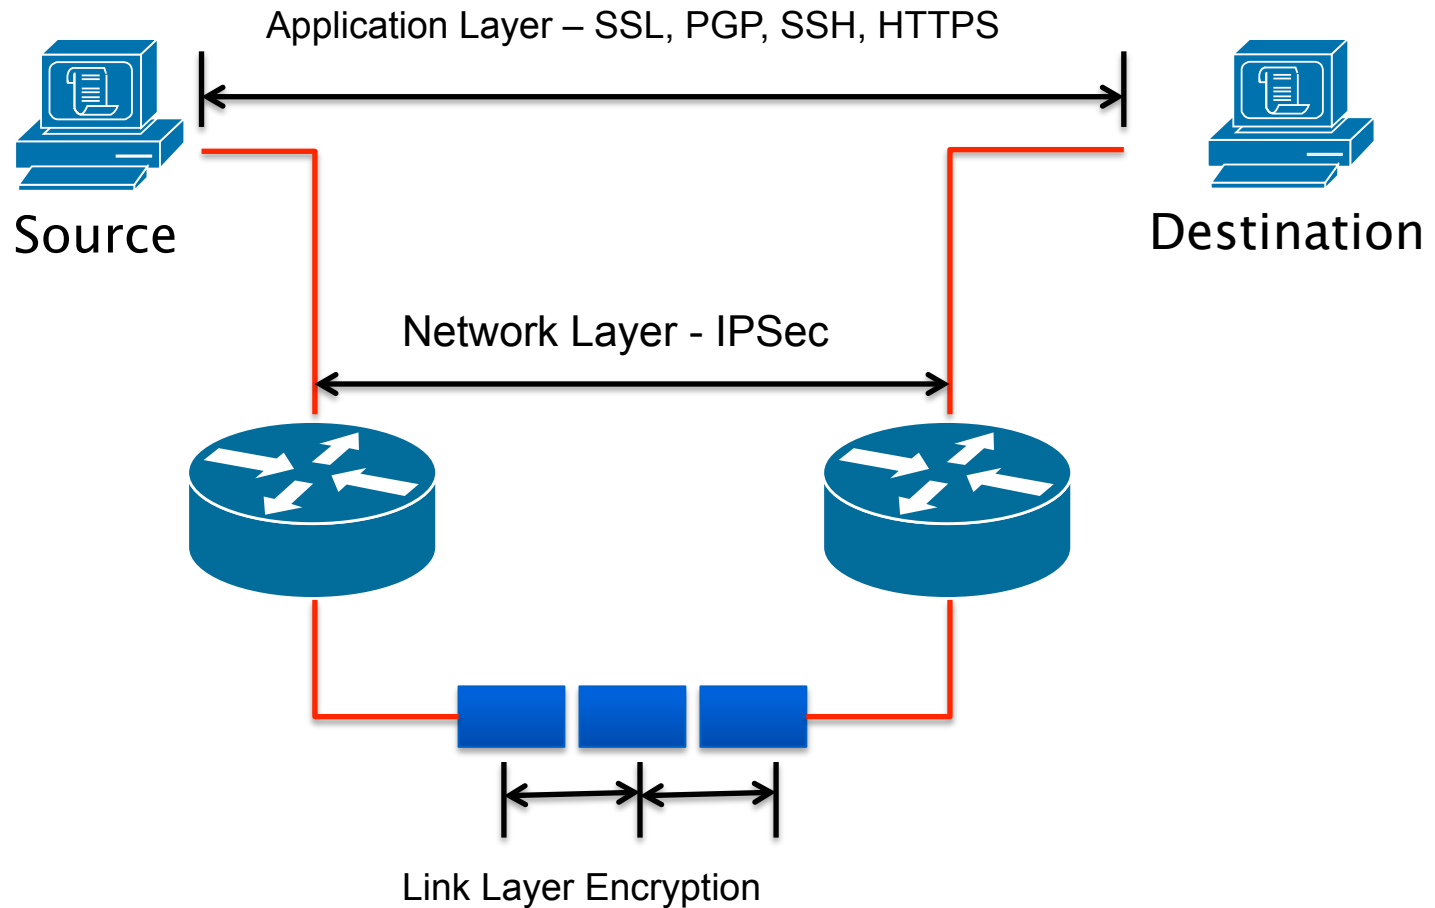 Application Layer – SSL, PGP, SSH, HTTPS
Source
Destination
Network Layer - IPSec
Link Layer Encryption